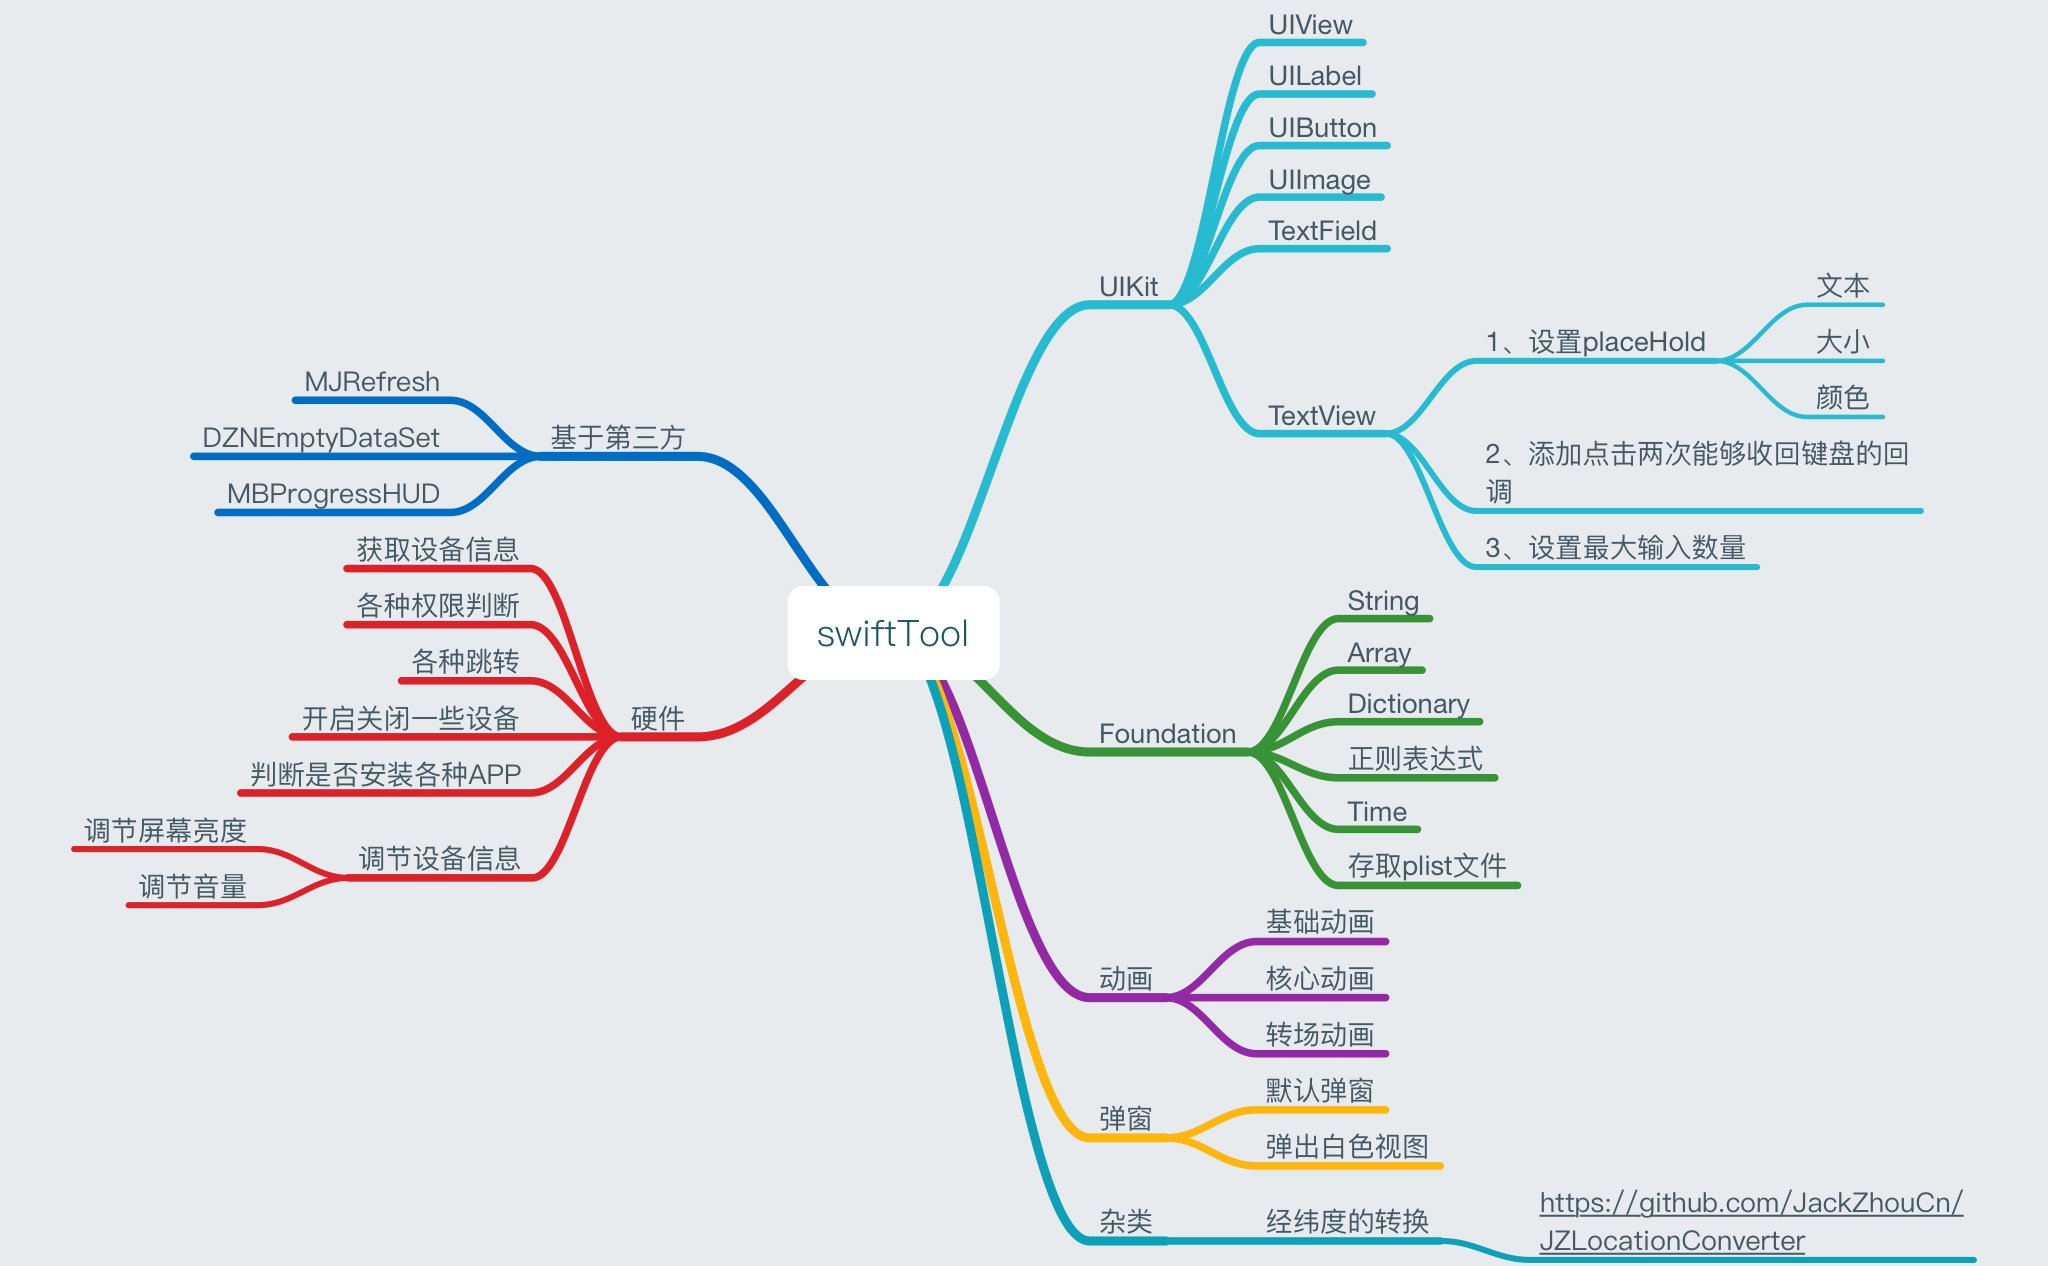 swiftTool
UIKit
UIView
UILabel
UIButton
UIImage
TextField
TextView
1、设置placeHold
文本
大小
颜色
2、添加点击两次能够收回键盘的回
调
3、设置最大输入数量
Foundation
String
Array
Dictionary
正则表达式
Time
存取plist文件
动画
基础动画
核心动画
转场动画
弹窗
默认弹窗
弹出白色视图
杂类
经纬度的转换
https://github.com/JackZhouCn/
JZLocationConverter
基于第三方
MJRefresh
DZNEmptyDataSet
MBProgressHUD
硬件
获取设备信息
各种权限判断
各种跳转
开启关闭一些设备
判断是否安装各种APP
调节设备信息
调节屏幕亮度
调节音量